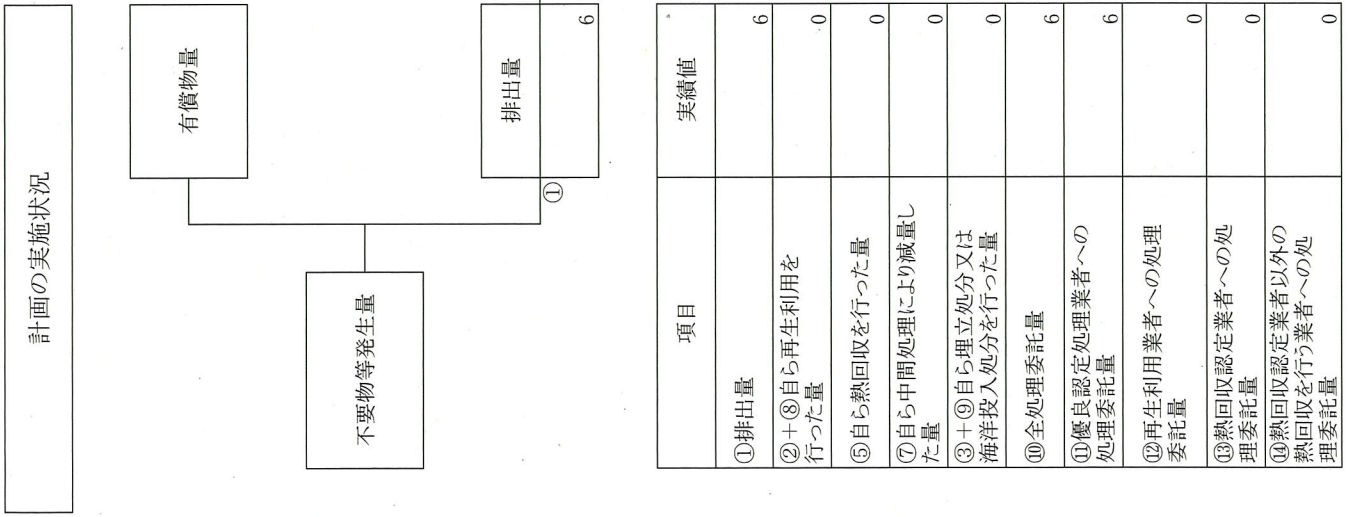 計画の実施状況
有償物量
不要物等発生量
排出量
①
6
項目
実績値
①排出量
6
②+⑧自ら再生利用を
行った量
0
⑤自ら熱回収を行った量
0
⑦自ら中間処理により減量し
た量
0
③+⑨自ら埋立処分又は
海洋投入処分を行った量
0
⑩全処理委託量
6
⑪優良認定処理業者への
処理委託量
6
⑫再生利用業者への処理
委託量
0
⑬熱回収認定業者への処
理委託量
0
⑭熱回収認定業者以外の
熱回収を行う業者への処
理委託量
0